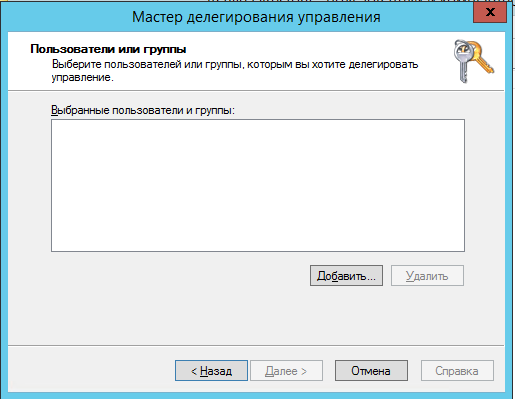 Мастер делегирования управления
x
Пользователи или группы
Выберите пользователей или группы, которым вы хотите делегировать
управление.
Выбранные пользователи и группы:
Добавить...
Удалить
< Назад
Далее >
Отмена
Справка